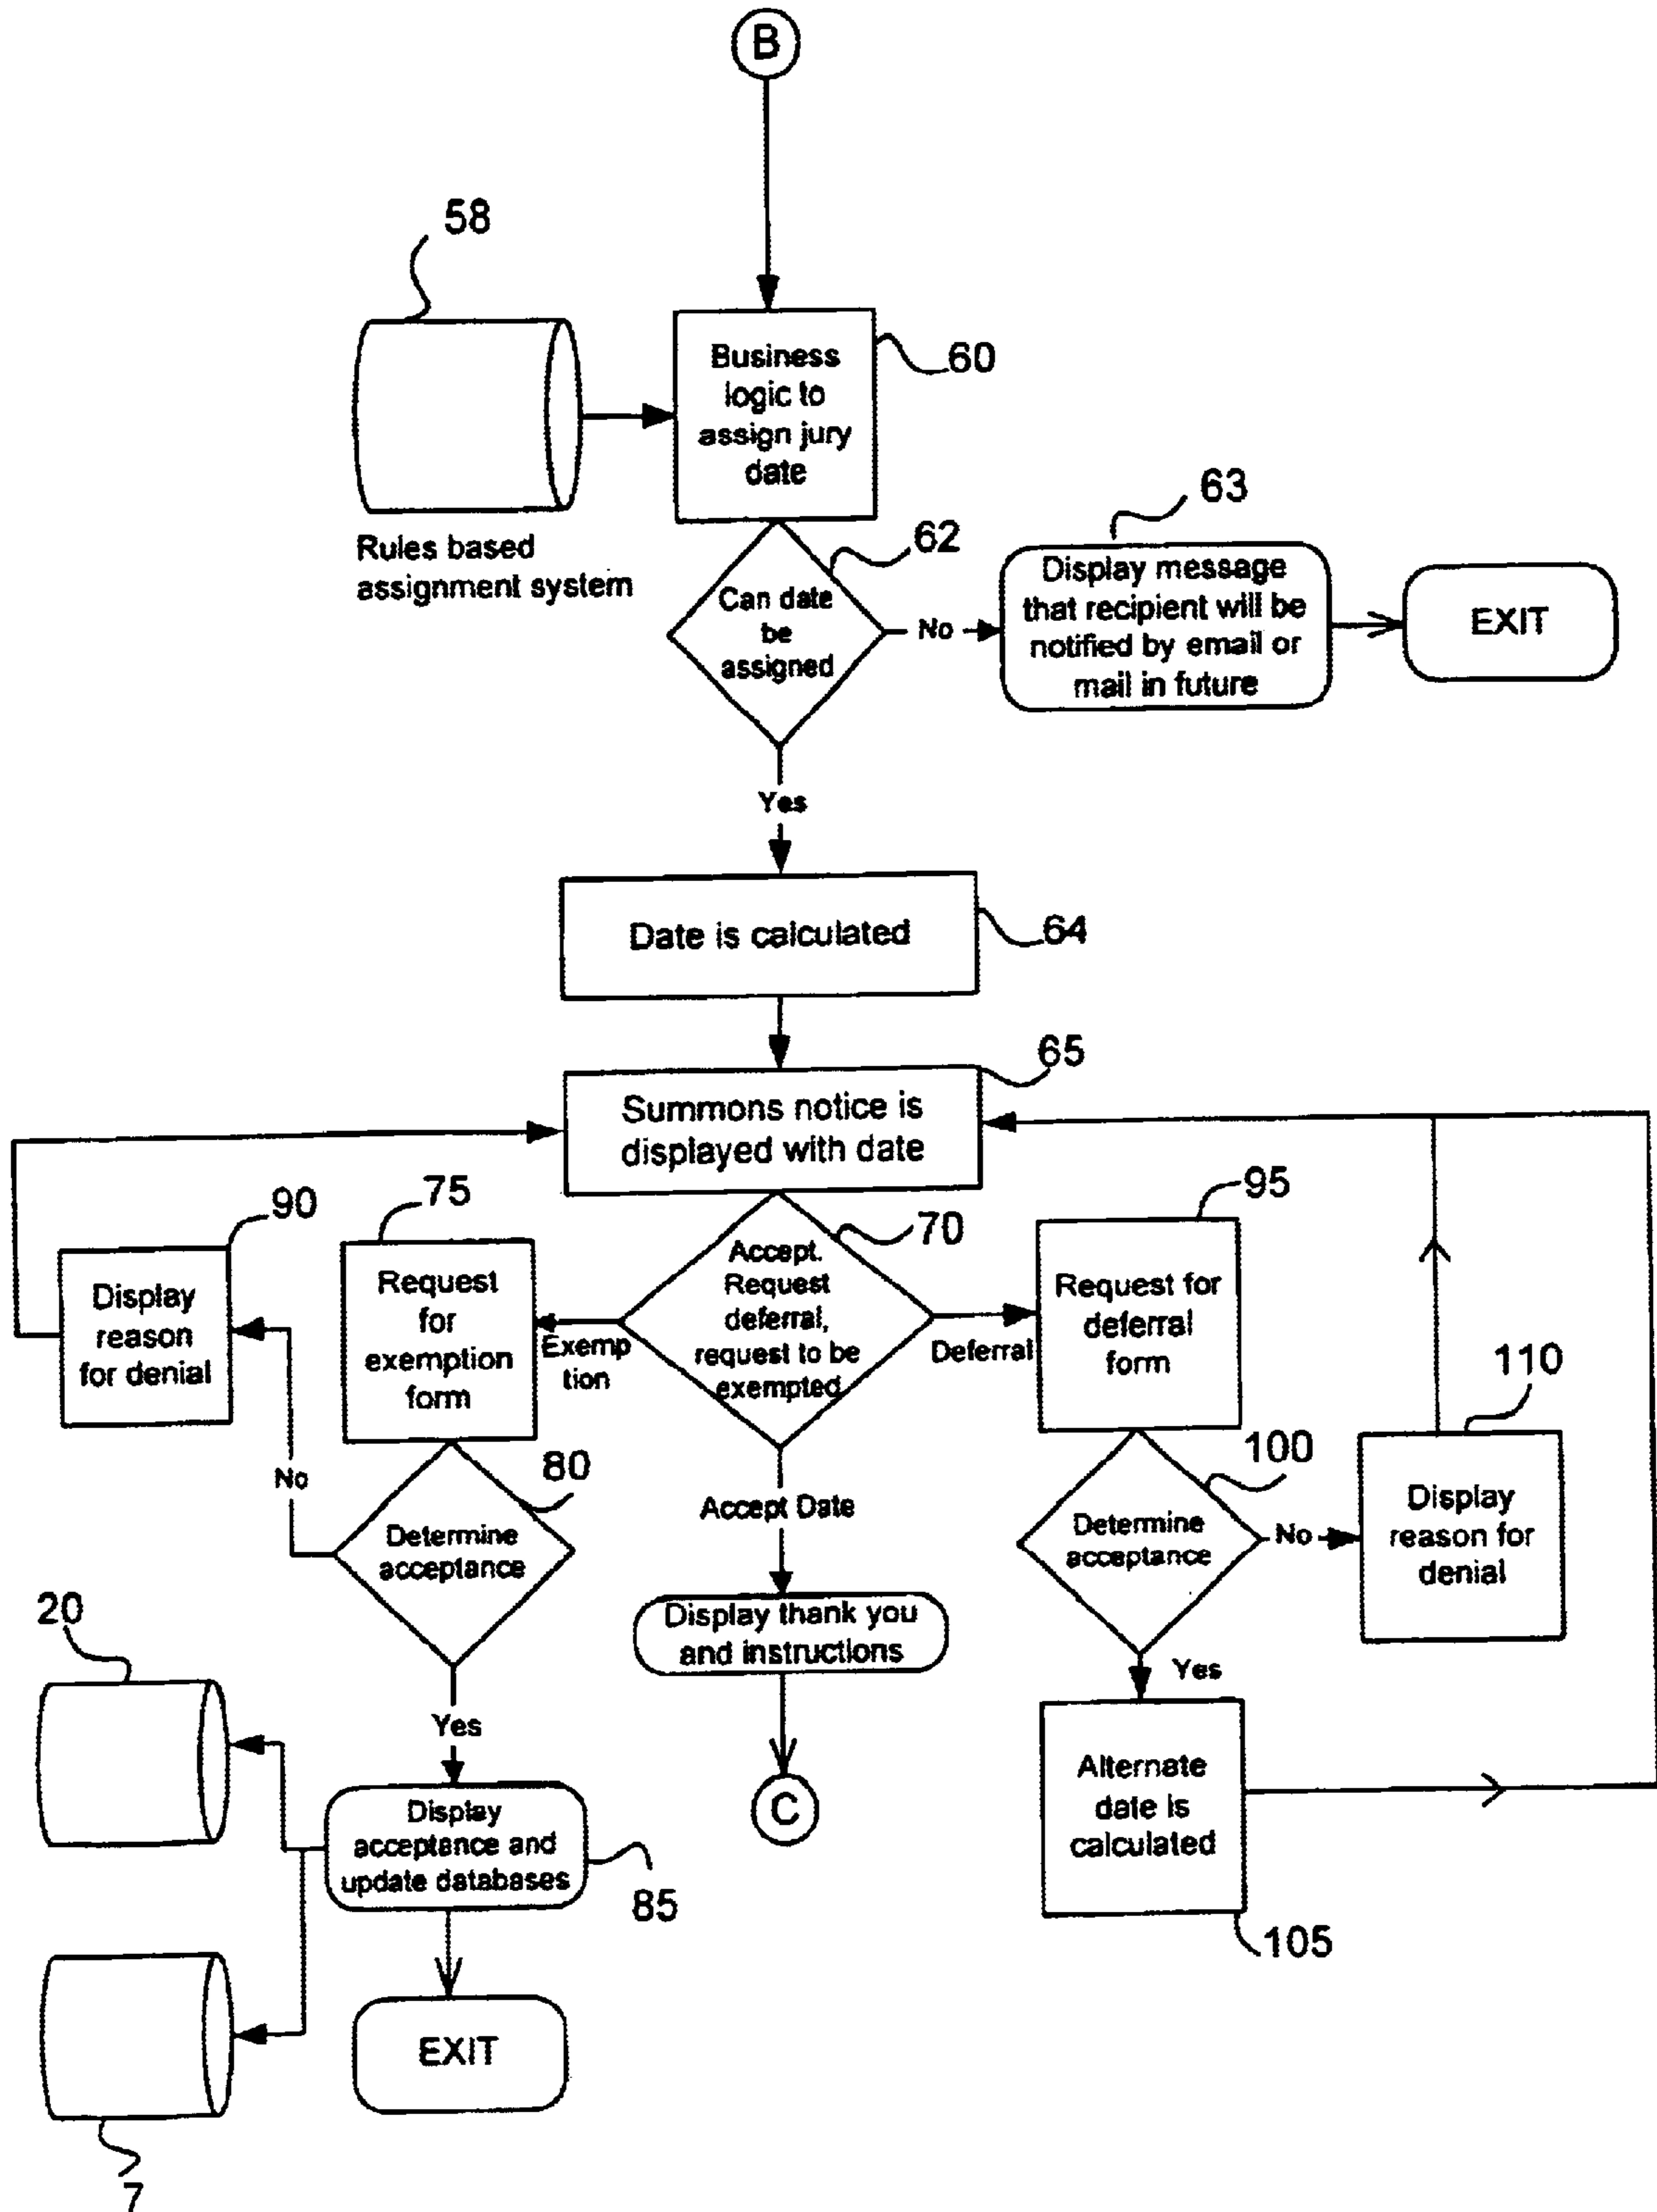 B
58
Business
logic to
assign jury
date
60
Rules based
assignment system
62
Can date
be
assigned
No
63
Display message
that recipient will be
notified by email or
mail in future
EXIT
Yes
Date is calculated
64
65
Summons notice is
displayed with date
90
Display
reason
for denial
75
Request
for
exemption
form
Exemp
tion
70
Accept.
Request
deferral,
request to be
exempted
Deferral
95
Request for
deferral
form
110
Display
reason for
denial
No
80
Determine
acceptance
Accept Date
100
Determine
acceptance
No
Display thank you
and instructions
Yes
20
Yes
C
Alternate
date is
calculated
105
Display
acceptance and
update databases
85
EXIT
7